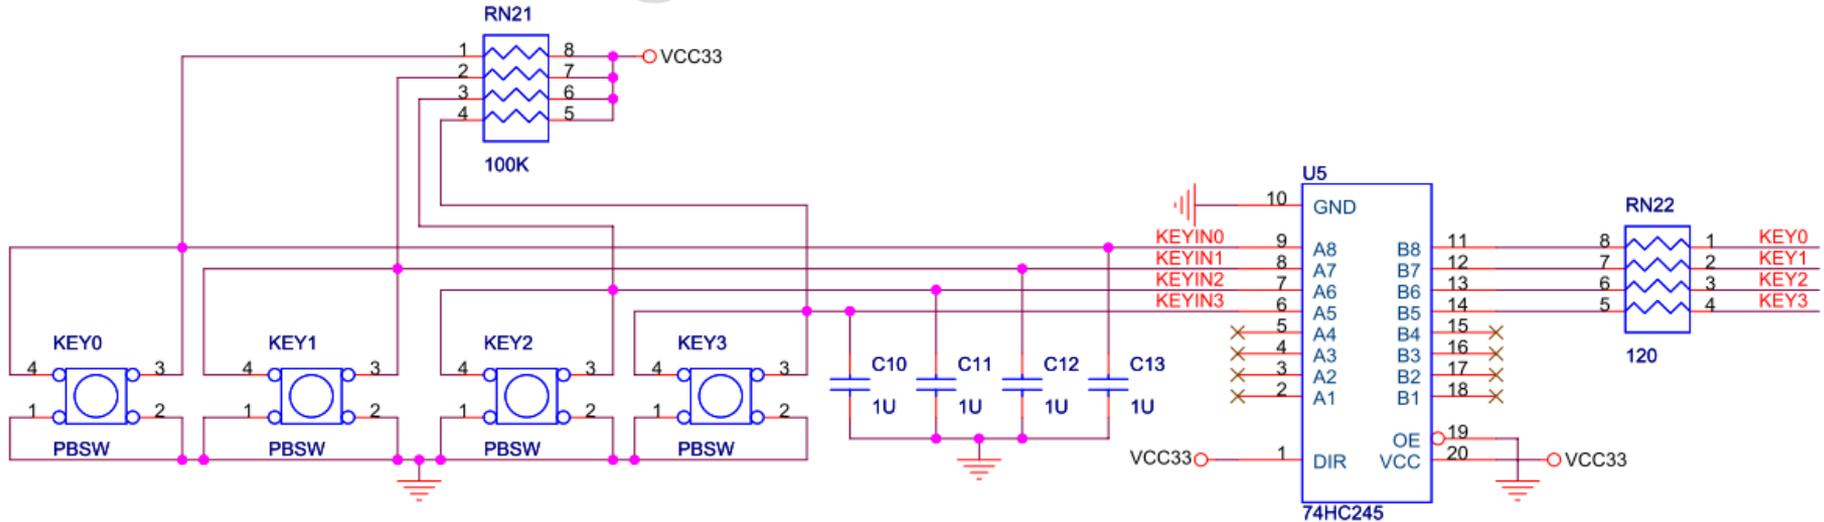 RN21
1 8 VCC33
2 7
3 6
4 5
100K
U5
10 GND
RN22
KEYIN0 9 A8 B8 11 8 1 KEY0
KEYIN1 8 A7 B7 12 7 2 KEY1
KEYIN2 7 A6 B6 13 6 3 KEY2
KEYIN3 6 A5 B5 14 5 4 KEY3
5 A4 B4 15
KEY0 KEY1 KEY2 KEY3
4 A3 B3 16
120
4 3 4 3 4 3 4 3
C10 C11 C12 C13
3 A2 B2 17
2 A1 B1 18
1 2 1 2 1 2 1 2
1U 1U 1U 1U
OE 19
PBSW PBSW PBSW PBSW
VCC33 1 DIR VCC 20 VCC33
74HC245